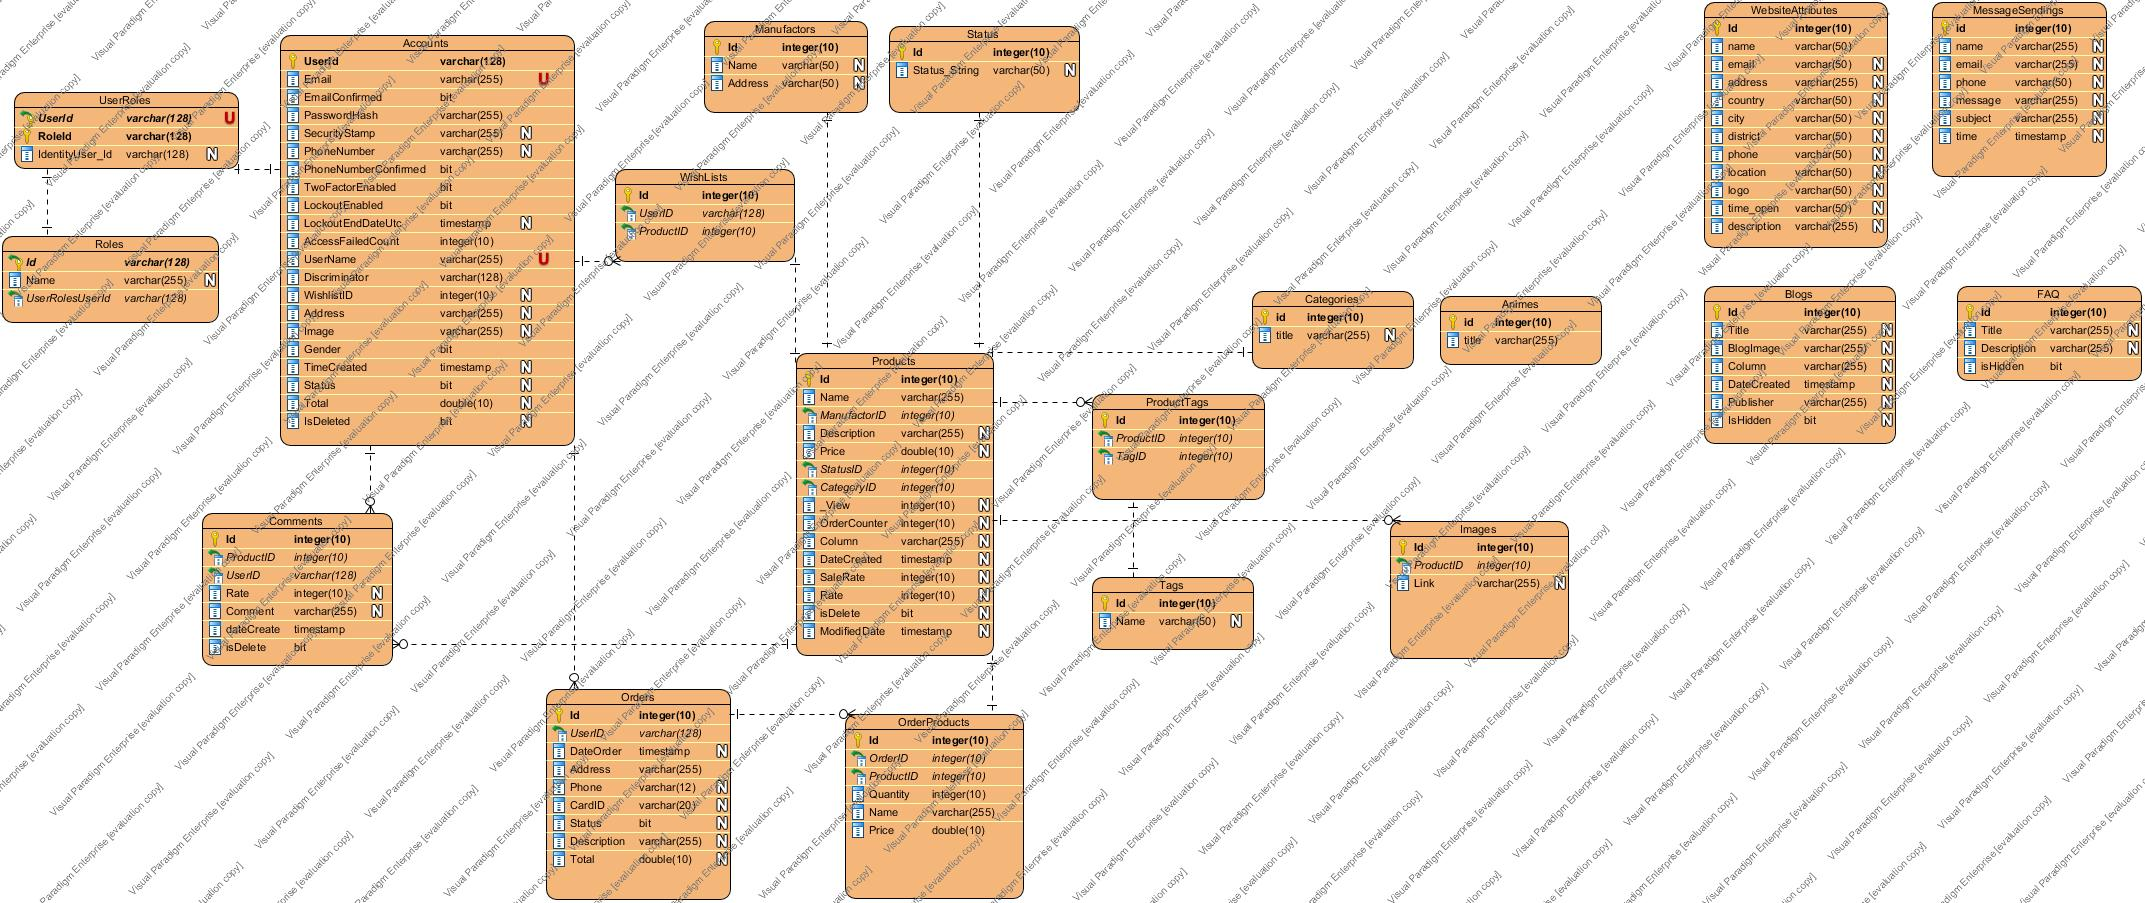 UserRoles
UserId varchar(128) U
RoleId varchar(128)
IdentityUser_Id varchar(128) N
Roles
Id varchar(128)
Name varchar(255) N
UserRolesUserId varchar(128)
Accounts
UserId varchar(128)
Email varchar(255) U
EmailConfirmed bit
PasswordHash varchar(255)
SecurityStamp varchar(255) N
PhoneNumber varchar(255) N
PhoneNumberConfirmed bit
TwoFactorEnabled bit
LockoutEnabled bit
LockoutEndDateUtc timestamp N
AccessFailedCount integer(10)
UserName varchar(255) U
Discriminator varchar(128)
WishlistID integer(10) N
Address varchar(255) N
Image varchar(255) N
Gender bit
TimeCreated timestamp N
Status bit N
Total double(10) N
IsDeleted bit N
Manufactors
Id integer(10)
Name varchar(50) N
Address varchar(50) N
Status
Id integer(10)
Status_String varchar(50) N
WishLists
Id integer(10)
UserID varchar(128)
ProductID integer(10)
Products
Id integer(10)
Name varchar(255)
ManufactorID integer(10)
Description varchar(255) N
Price double(10) N
StatusID integer(10)
CategoryID integer(10)
_View integer(10) N
OrderCounter integer(10) N
Column varchar(255) N
DateCreated timestamp N
SaleRate integer(10) N
Rate integer(10) N
isDelete bit N
ModifiedDate timestamp N
Categories
id integer(10)
title varchar(255) N
Animes
id integer(10)
title varchar(255)
ProductTags
Id integer(10)
ProductID integer(10)
TagID integer(10)
Tags
Id integer(10)
Name varchar(50) N
Images
Id integer(10)
ProductID integer(10)
Link varchar(255) N
Comments
Id integer(10)
ProductID integer(10)
UserID varchar(128)
Rate integer(10) N
Comment varchar(255) N
dateCreate timestamp
isDelete bit
Orders
Id integer(10)
UserID varchar(128)
DateOrder timestamp N
Address varchar(255)
Phone varchar(12) N
CardID varchar(20) N
Status bit N
Description varchar(255) N
Total double(10) N
OrderProducts
Id integer(10)
OrderID integer(10)
ProductID integer(10)
Quantity integer(10)
Name varchar(255)
Price double(10)
WebsiteAttributes
Id integer(10)
name varchar(50)
email varchar(50) N
address varchar(255) N
country varchar(50) N
city varchar(50) N
district varchar(50) N
phone varchar(50) N
location varchar(50) N
logo varchar(50) N
time_open varchar(50) N
description varchar(255) N
MessageSendings
Id integer(10)
name varchar(255) N
email varchar(255) N
phone varchar(50) N
message varchar(255) N
subject varchar(255) N
time timestamp N
Blogs
Id integer(10)
Title varchar(255) N
BlogImage varchar(255) N
Column varchar(255) N
DateCreated timestamp N
Publisher varchar(255) N
IsHidden bit N
FAQ
Id integer(10)
Title varchar(255) N
Description varchar(255) N
isHidden bit
Visual Paradigm Enterprise [evaluation copy]